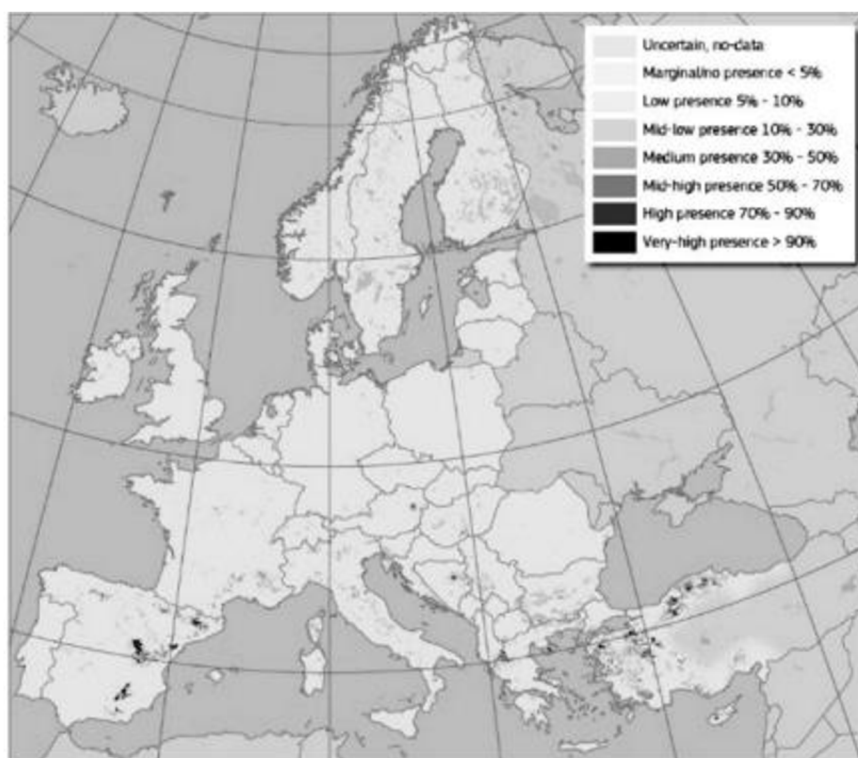 Uncertain, no-data
Marginal/no presence < 5%
Low presence 5% - 10%
Mid-low presence 10% - 30%
Medium presence 30% - 50%
Mid-high presence 50% - 70%
High presence 70% - 90%
Very-high presence > 90%